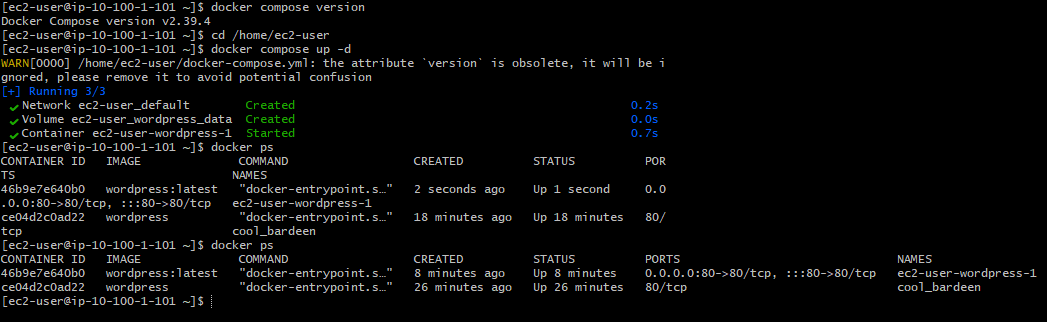 [ec2-user@ip-10-100-1-101 ~]$ docker compose version
Docker Compose version v2.39.4
[ec2-user@ip-10-100-1-101 ~]$ cd /home/ec2-user
[ec2-user@ip-10-100-1-101 ~]$ docker compose up -d
WARN[0000] /home/ec2-user/docker-compose.yml: the attribute `version` is obsolete, it will be i
gnored, please remove it to avoid potential confusion
[+] Running 3/3
✔ Network ec2-user_default Created 0.2s
✔ Volume ec2-user_wordpress_data Created 0.0s
✔ Container ec2-user-wordpress-1 Started 0.7s
[ec2-user@ip-10-100-1-101 ~]$ docker ps
CONTAINER ID IMAGE COMMAND CREATED STATUS POR
TS NAMES
46b9e7e640b0 wordpress:latest "docker-entrypoint.s…" 2 seconds ago Up 1 second 0.0
.0.0:80->80/tcp, :::80->80/tcp ec2-user-wordpress-1
ce04d2c0ad22 wordpress "docker-entrypoint.s…" 18 minutes ago Up 18 minutes 80/
tcp cool_bardeen
[ec2-user@ip-10-100-1-101 ~]$ docker ps
CONTAINER ID IMAGE COMMAND CREATED STATUS PORTS NAMES
46b9e7e640b0 wordpress:latest "docker-entrypoint.s…" 8 minutes ago Up 8 minutes 0.0.0.0:80->80/tcp, :::80->80/tcp ec2-user-wordpress-1
ce04d2c0ad22 wordpress "docker-entrypoint.s…" 26 minutes ago Up 26 minutes 80/tcp cool_bardeen
[ec2-user@ip-10-100-1-101 ~]$